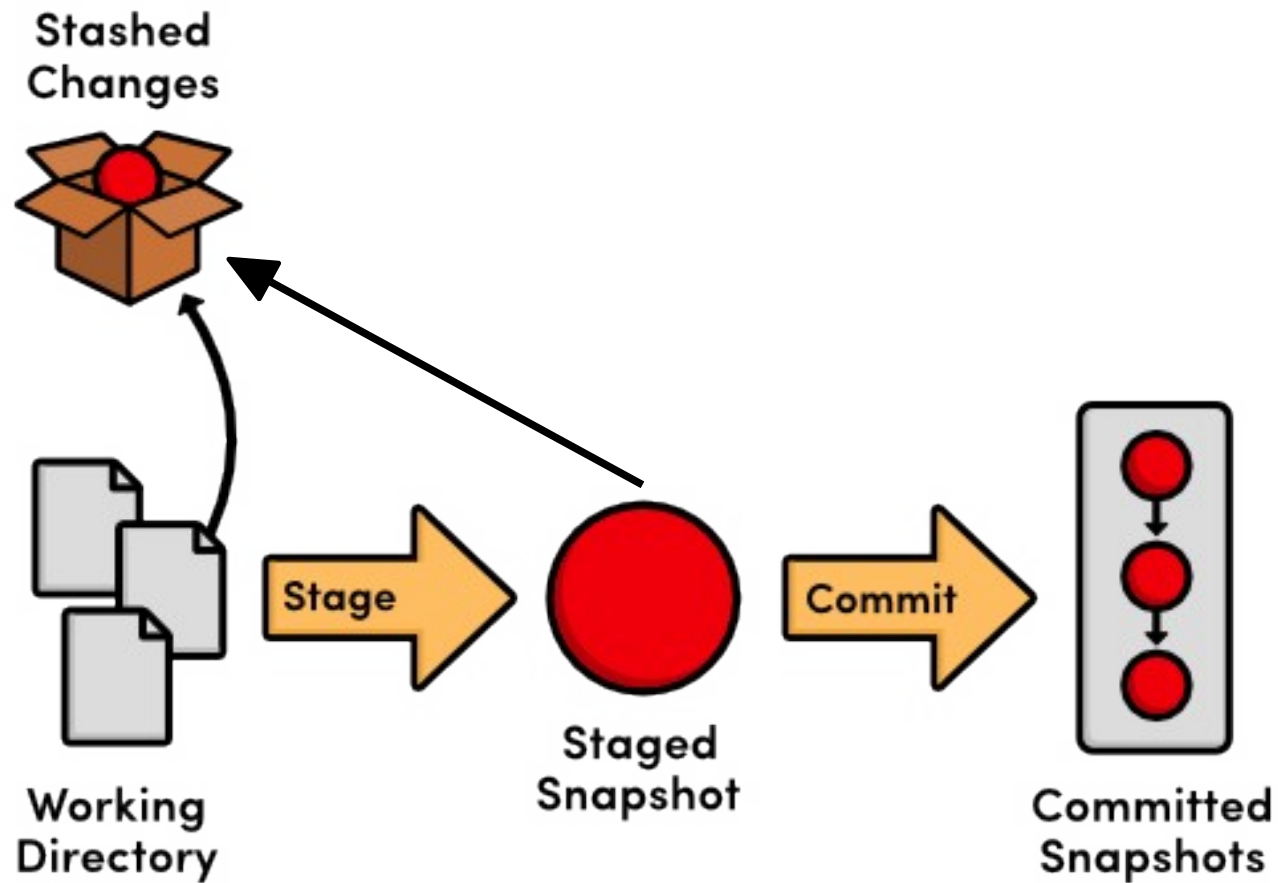 Stashed
Changes
Stage
Commit
Staged
Snapshot
Working
Directory
Committed
Snapshots